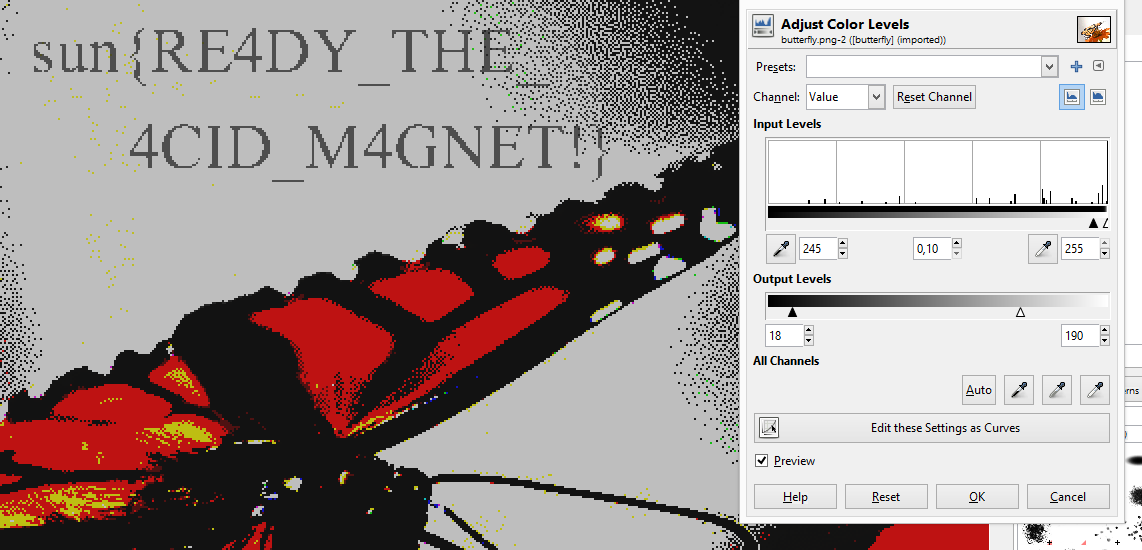 sun{RE4DY_THE_
4CID_M4GNET!}
Adjust Color Levels
butterfly.png-2 ([butterfly] (imported))
Presets:
Channel: Value Reset Channel
Input Levels
245 0,10 255
Output Levels
18 190
All Channels
Auto
Edit these Settings as Curves
Preview
Help Reset OK Cancel